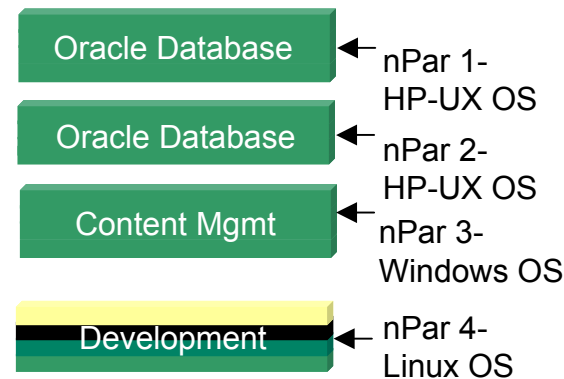 Oracle Database
nPar 1-
HP-UX OS
Oracle Database
nPar 2-
HP-UX OS
Content Mgmt
nPar 3-
Windows OS
Development
nPar 4-
Linux OS